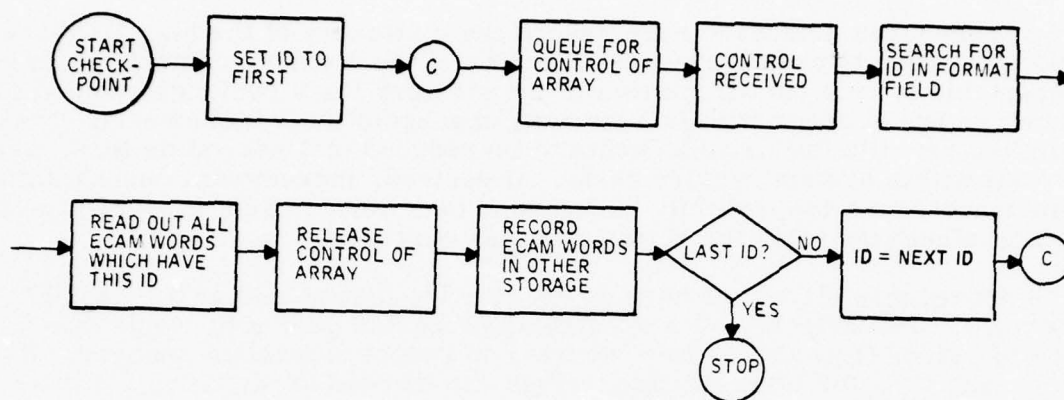 START
CHECK-
POINT
SET ID TO
FIRST
C
QUEUE FOR
CONTROL OF
ARRAY
CONTROL
RECEIVED
SEARCH FOR
ID IN FORMAT
FIELD
READ OUT ALL
ECAM WORDS
WHICH HAVE
THIS ID
RELEASE
CONTROL OF
ARRAY
RECORD
ECAM WORDS
IN OTHER
STORAGE
LAST ID?
NO
YES
STOP
ID = NEXT ID
C